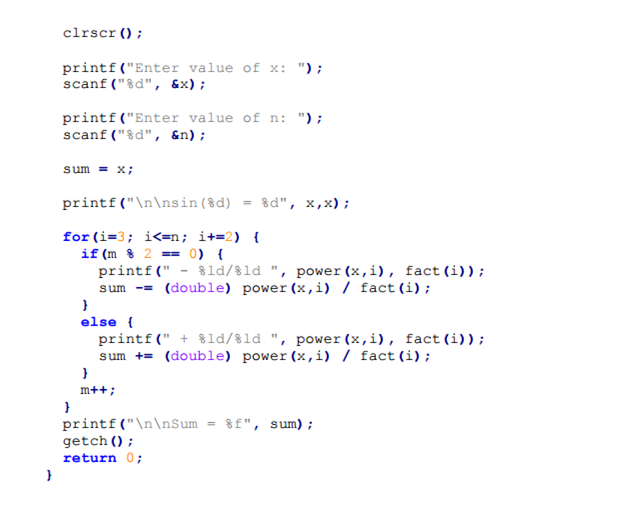 clrscr();
printf("Enter value of x: ");
scanf("%d", &x);
printf("Enter value of n: ");
scanf("%d", &n);
sum = x;
printf("\n\nsin(%d) = %d", x,x);
for(i=3; i<=n; i+=2) {
if(m % 2 == 0) {
printf(" - %ld/%ld ", power(x,i), fact(i));
sum -= (double) power(x,i) / fact(i);
}
else {
printf(" + %ld/%ld ", power(x,i), fact(i));
sum += (double) power(x,i) / fact(i);
}
m++;
}
printf("\n\nSum = %f", sum);
getch();
return 0;
}